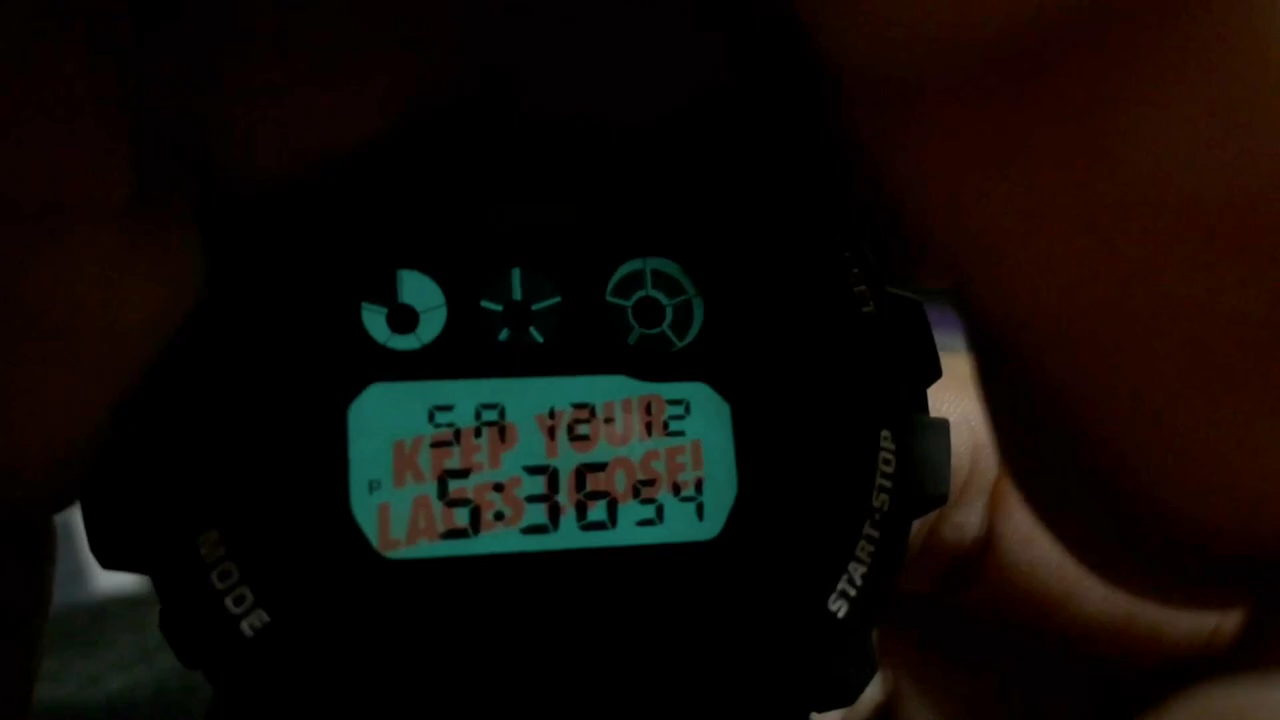 SA 12-12
KEEP YOUR
LACES LOOSE!
P 5:36 54
MODE
START·STOP